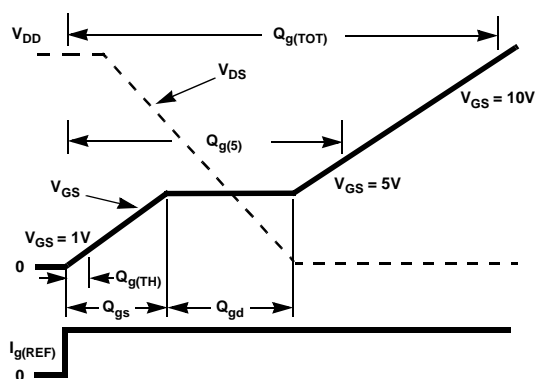 V_DD
Q_g(TOT)
V_DS
V_GS = 10V
Q_g(5)
V_GS
V_GS = 5V
V_GS = 1V
0
Q_g(TH)
Q_gs
Q_gd
I_g(REF)
0